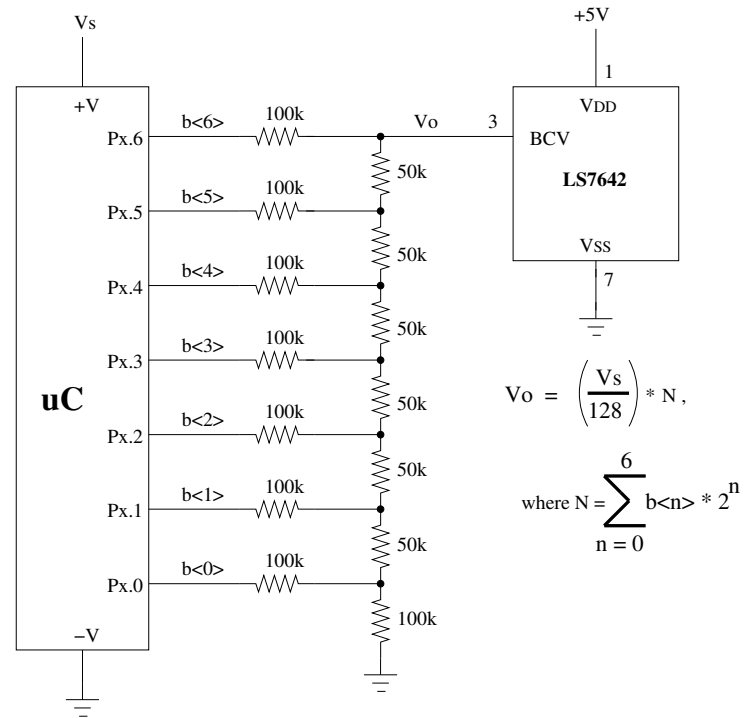 Vs
+5V
1
+V
VDD
b<6>
100k
Vo
3
BCV
Px.6
50k
LS7642
b<5>
100k
Px.5
50k
VSS
7
b<4>
100k
Px.4
50k
b<3>
100k
Px.3
50k
uC
Vo = (Vs/128) * N ,
b<2>
100k
Px.2
50k
b<1>
100k
Px.1
50k
6
where N = ∑ b<n> * 2^n
n = 0
b<0>
100k
Px.0
100k
−V